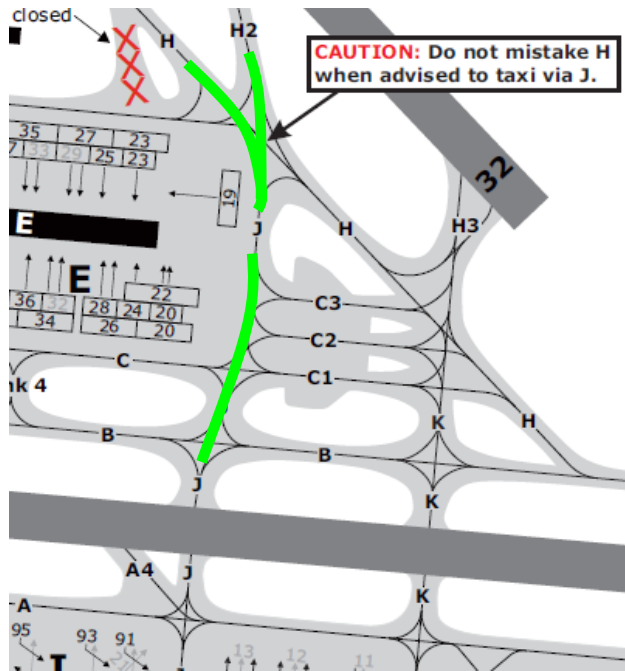 closed
H
H2
CAUTION: Do not mistake H
when advised to taxi via J.
35 27 23
33 29 25 23
19
32
E
J
H
H3
E
22
36 32 28 24 20
34 26 20
C3
C2
C
C1
nk 4
H
K
B
B
J
K
J
A4
K
A
95
93 91
13 12 11